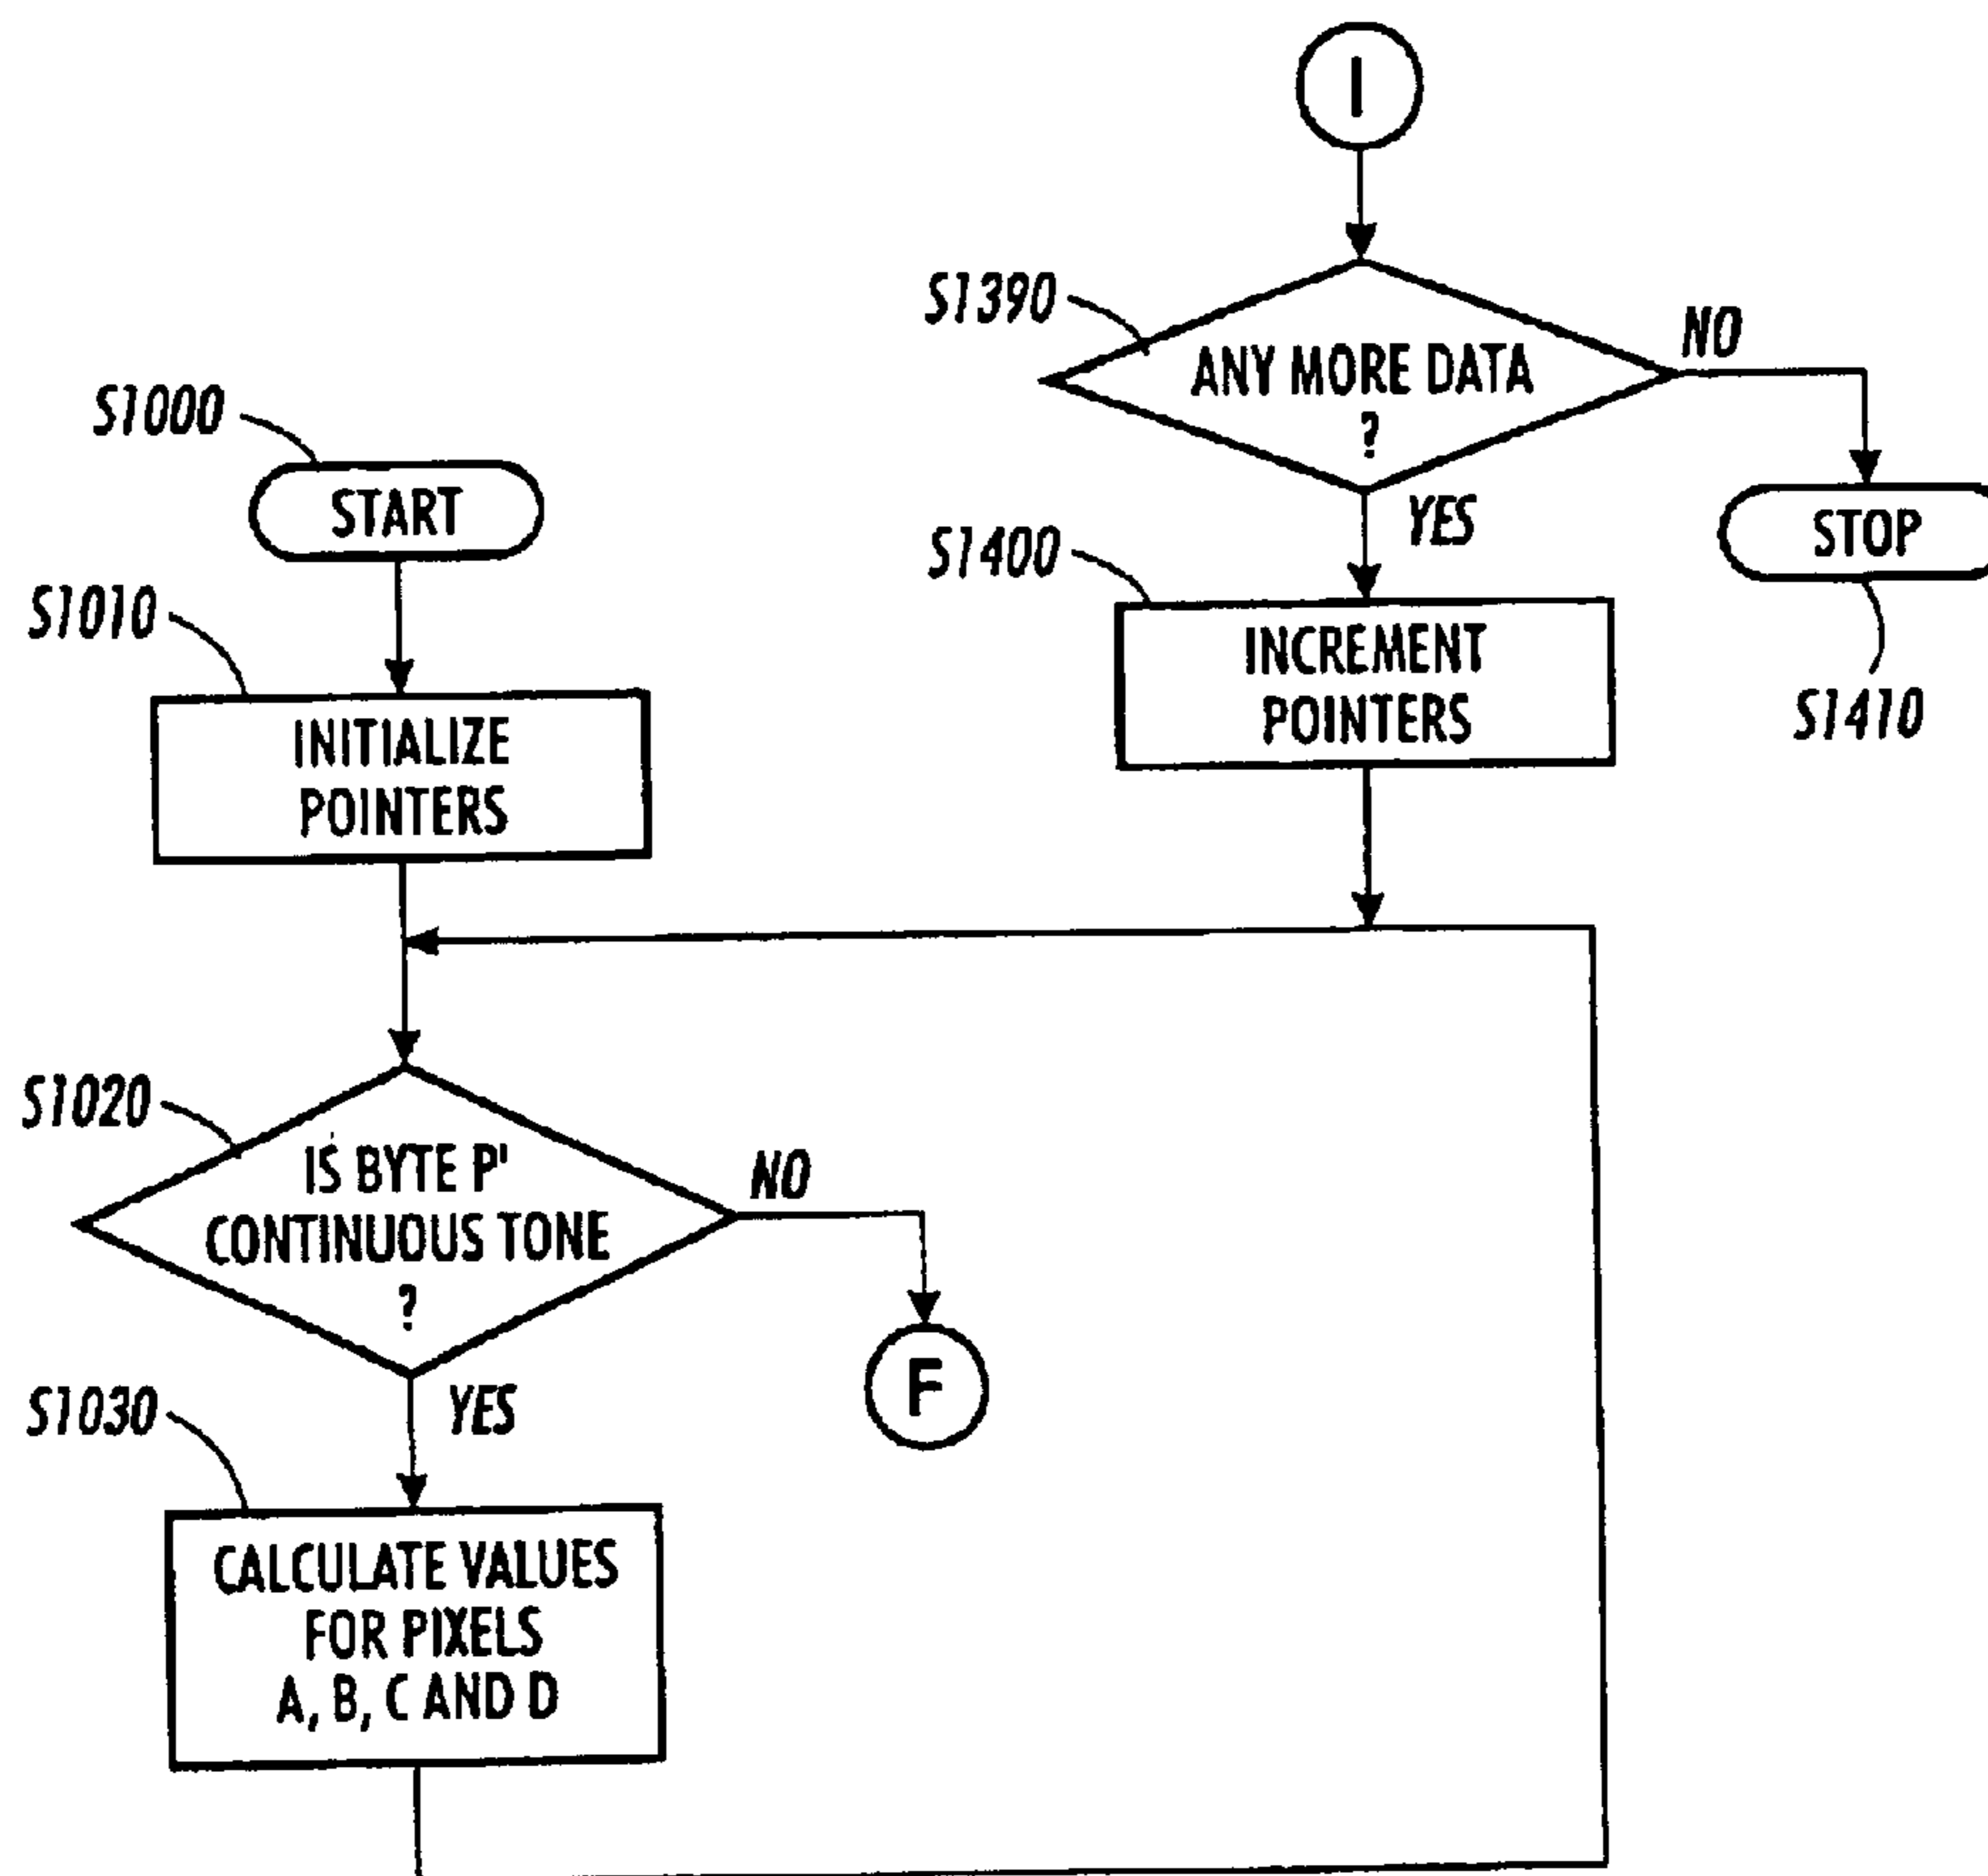 I
S1390
ANY MORE DATA
?
NO
YES
STOP
S1410
S1400
INCREMENT
POINTERS
S1000
START
S1010
INITIALIZE
POINTERS
S1020
IS BYTE P'
CONTINUOUS TONE
?
NO
F
YES
S1030
CALCULATE VALUES
FOR PIXELS
A, B, C AND D